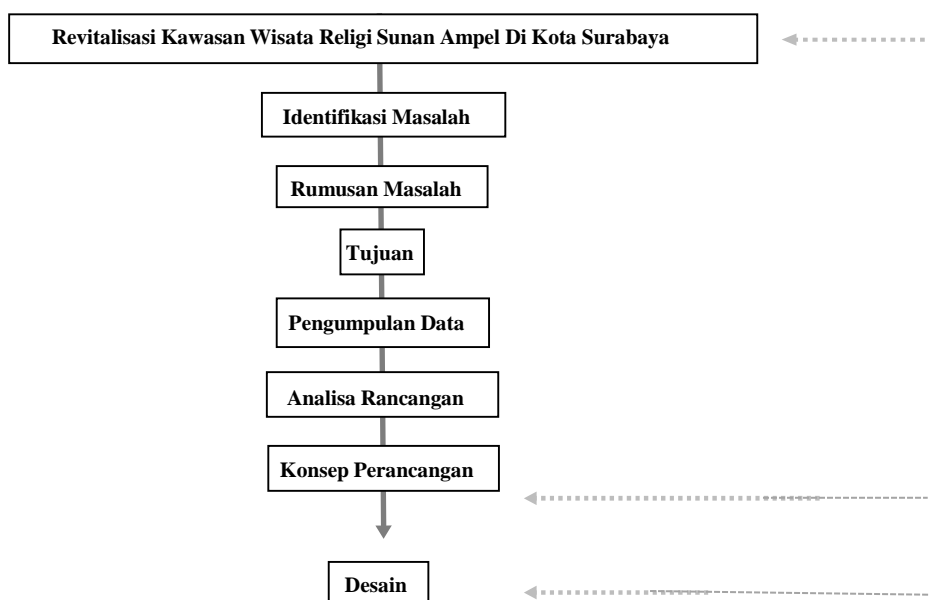 Revitalisasi Kawasan Wisata Religi Sunan Ampel Di Kota Surabaya
Identifikasi Masalah
Rumusan Masalah
Tujuan
Pengumpulan Data
Analisa Rancangan
Konsep Perancangan
Desain